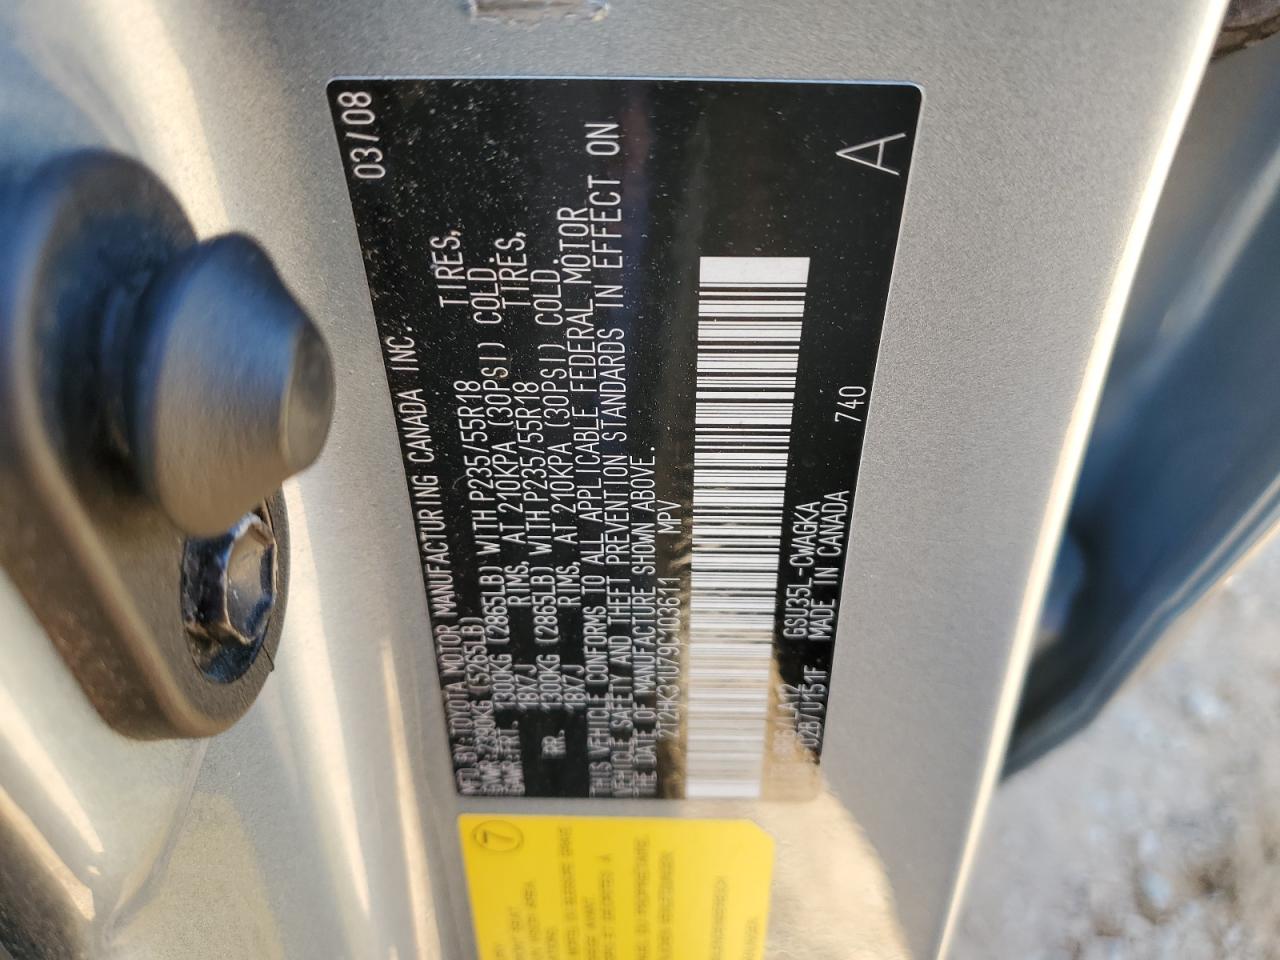 MFD. BY: TOYOTA MOTOR MANUFACTURING CANADA INC. 03/08
GVWR: 2390KG (5265LB)
GAWR: FRT. 1300KG (2865LB) WITH P235/55R18 TIRES,
18X7J RIMS, AT 210KPA (30PSI) COLD.
RR. 1300KG (2865LB) WITH P235/55R18 TIRES,
18X7J RIMS, AT 210KPA (30PSI) COLD.
THIS VEHICLE CONFORMS TO ALL APPLICABLE FEDERAL MOTOR
VEHICLE SAFETY AND THEFT PREVENTION STANDARDS IN EFFECT ON
THE DATE OF MANUFACTURE SHOWN ABOVE.
2T2HK31U79C103611 MPV
GSU35L-CWAGKA
MADE IN CANADA 740
A
7